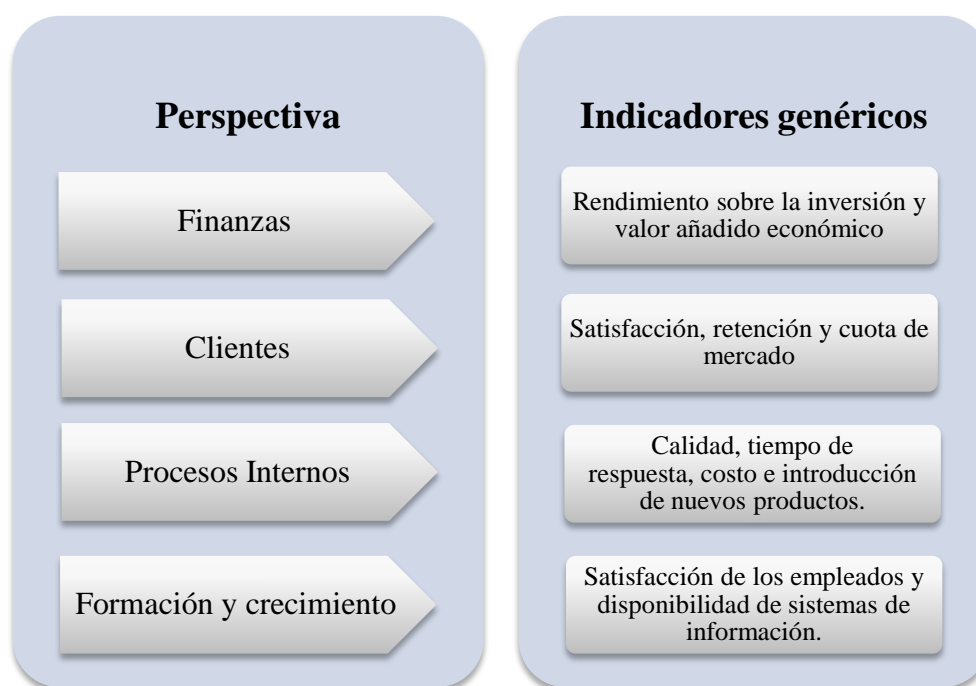 Perspectiva
Indicadores genéricos
Finanzas
Rendimiento sobre la inversión y
valor añadido económico
Clientes
Satisfacción, retención y cuota de
mercado
Procesos Internos
Calidad, tiempo de
respuesta, costo e introducción
de nuevos productos.
Formación y crecimiento
Satisfacción de los empleados y
disponibilidad de sistemas de
información.